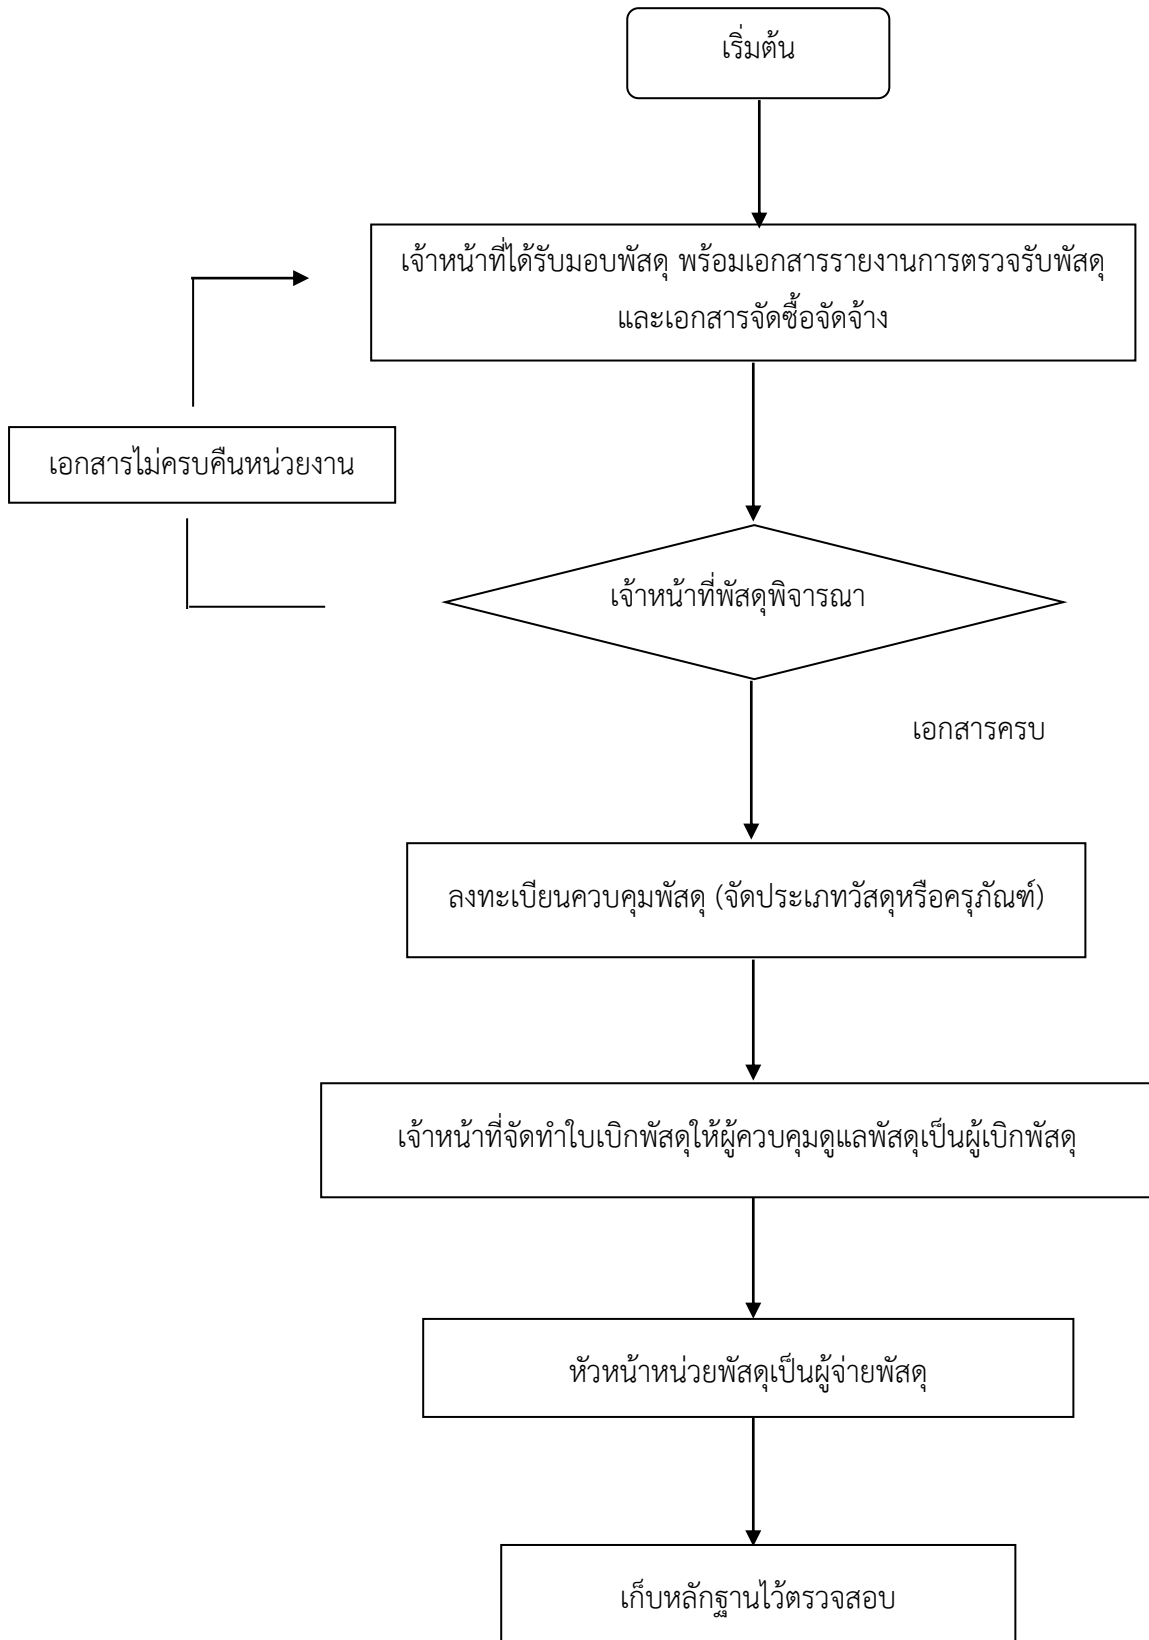 เริ่มต้น
เจ้าหน้าที่ได้รับมอบพัสดุ พร้อมเอกสารรายงานการตรวจรับพัสดุ
และเอกสารจัดซื้อจัดจ้าง
เอกสารไม่ครบคืนหน่วยงาน
เจ้าหน้าที่พัสดุพิจารณา
เอกสารครบ
ลงทะเบียนควบคุมพัสดุ (จัดประเภทวัสดุหรือครุภัณฑ์)
เจ้าหน้าที่จัดทำใบเบิกพัสดุให้ผู้ควบคุมดูแลพัสดุเป็นผู้เบิกพัสดุ
หัวหน้าหน่วยพัสดุเป็นผู้จ่ายพัสดุ
เก็บหลักฐานไว้ตรวจสอบ